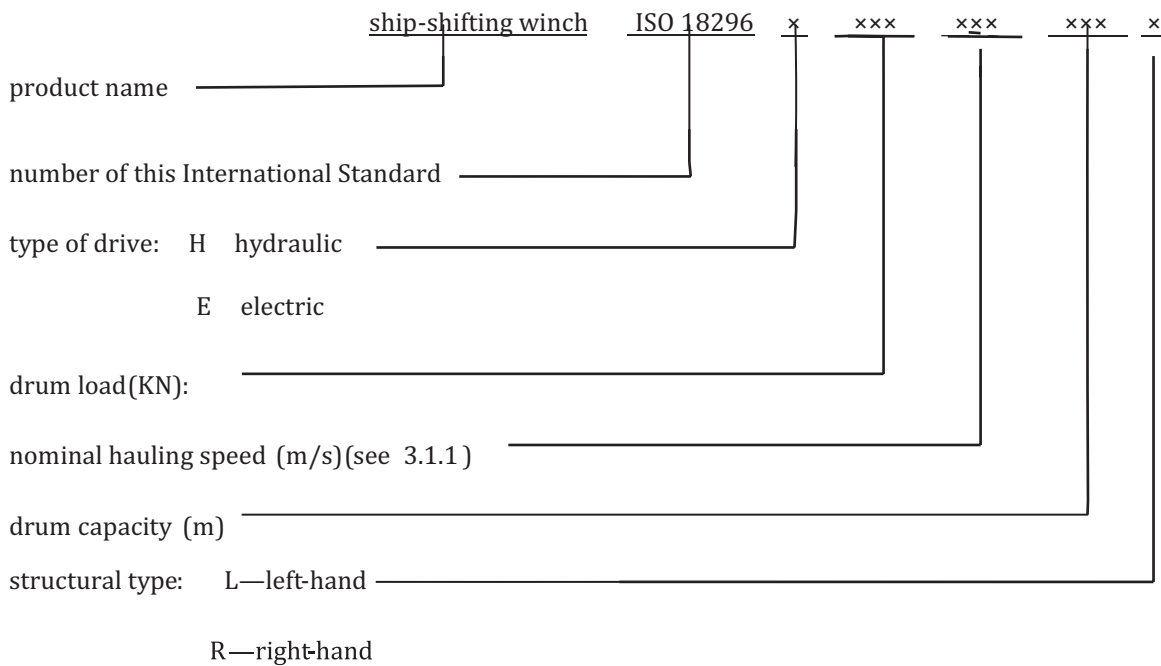 ship-shifting winch ISO 18296 × ××× ××× ××× ×
product name
number of this International Standard
type of drive: H hydraulic
E electric
drum load(KN):
nominal hauling speed (m/s)(see 3.1.1)
drum capacity (m)
structural type: L—left-hand
R—right-hand